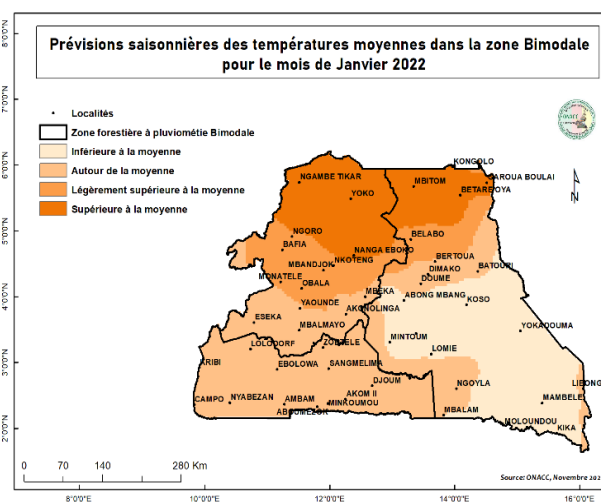 Prévisions saisonnières des températures moyennes dans la zone Bimodale
pour le mois de Janvier 2022
Localités
Zone forestière à pluviométie Bimodale
Inférieure à la moyenne
Autour de la moyenne
Légèrement supérieure à la moyenne
Supérieure à la moyenne
N
KONGOLO
NGAMBE TIKAR
MBITOM
GAROUA BOULAI
YOKO
BETARE OYA
NGORO
BELABO
BAFIA
NANGA EBOKO
BERTOUA
MBANDJOK
NKOTENG
BATOURI
DIMAKO
MONATELE
DOUME
OBALA
MBEKA
ABONG MBANG
YAOUNDE
KOSO
AKONOLINGA
ESEKA
MBALMAYO
YOKADOUMA
MINTOUM
LOLODORF
ZOETELE
LOMIE
KRIBI
EBOLOWA
SANGMELIMA
DJOUM
LIBONG
NGOYLA
CAMPO
NYABEZAN
AMBAM
AKOM II
MINKOUMOU
MAMBELE
MBALAM
MOLOUNDOU
KIKA
8°0'0"N
7°0'0"N
6°0'0"N
5°0'0"N
4°0'0"N
3°0'0"N
2°0'0"N
0 70 140 280 Km
Source: ONACC, Novembre 202
8°0'0"E 10°0'0"E 12°0'0"E 14°0'0"E 16°0'0"E